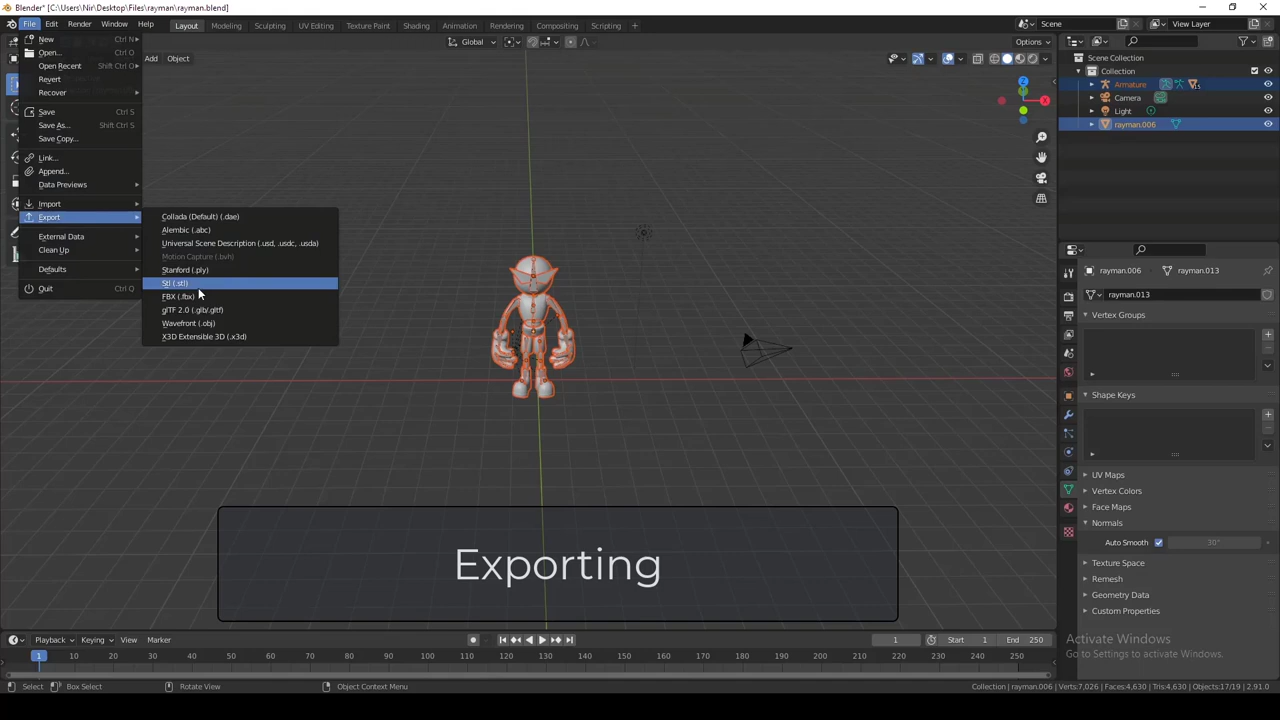 Blender* [C:\Users\Nir\Desktop\Files\rayman\rayman.blend]
File Edit Render Window Help Layout Modeling Sculpting UV Editing Texture Paint Shading Animation Rendering Compositing Scripting + Scene View Layer
New Ctrl N
Open... Ctrl O
Open Recent Shift Ctrl O
Revert
Recover
Save Ctrl S
Save As... Shift Ctrl S
Save Copy...
Link...
Append...
Data Previews
Import
Export
External Data
Clean Up
Defaults
Quit Ctrl Q
Collada (Default) (.dae)
Alembic (.abc)
Universal Scene Description (.usd, .usdc, .usda)
Motion Capture (.bvh)
Stanford (.ply)
Stl (.stl)
FBX (.fbx)
glTF 2.0 (.glb/.gltf)
Wavefront (.obj)
X3D Extensible 3D (.x3d)
Add Object
Global
Options
Z
X
Scene Collection
Collection
Armature 15
Camera
Light
rayman.006
rayman.006 rayman.013
rayman.013
Vertex Groups
Shape Keys
UV Maps
Vertex Colors
Face Maps
Normals
Auto Smooth 30°
Texture Space
Remesh
Geometry Data
Custom Properties
Exporting
Activate Windows
Go to Settings to activate Windows.
Playback Keying View Marker 1 Start 1 End 250
1 10 20 30 40 50 60 70 80 90 100 110 120 130 140 150 160 170 180 190 200 210 220 230 240 250
Select Box Select Rotate View Object Context Menu Collection | rayman.006 | Verts:7,026 | Faces:4,630 | Tris:4,630 | Objects:17/19 | 2.91.0